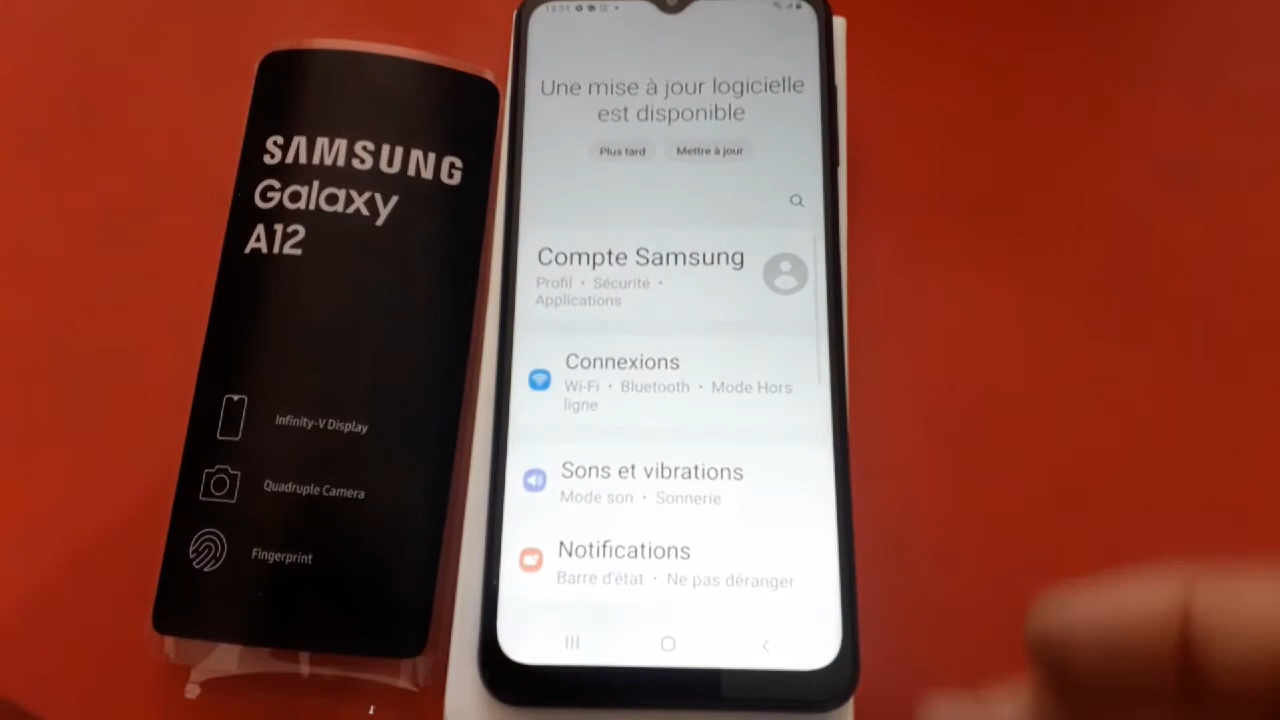 SAMSUNG
Galaxy
A12
Infinity-V Display
Quadruple Camera
Fingerprint
13:51
Une mise à jour logicielle
est disponible
Plus tard
Mettre à jour
Compte Samsung
Profil • Sécurité •
Applications
Connexions
Wi-Fi • Bluetooth • Mode Hors
ligne
Sons et vibrations
Mode son • Sonnerie
Notifications
Barre d'état • Ne pas déranger